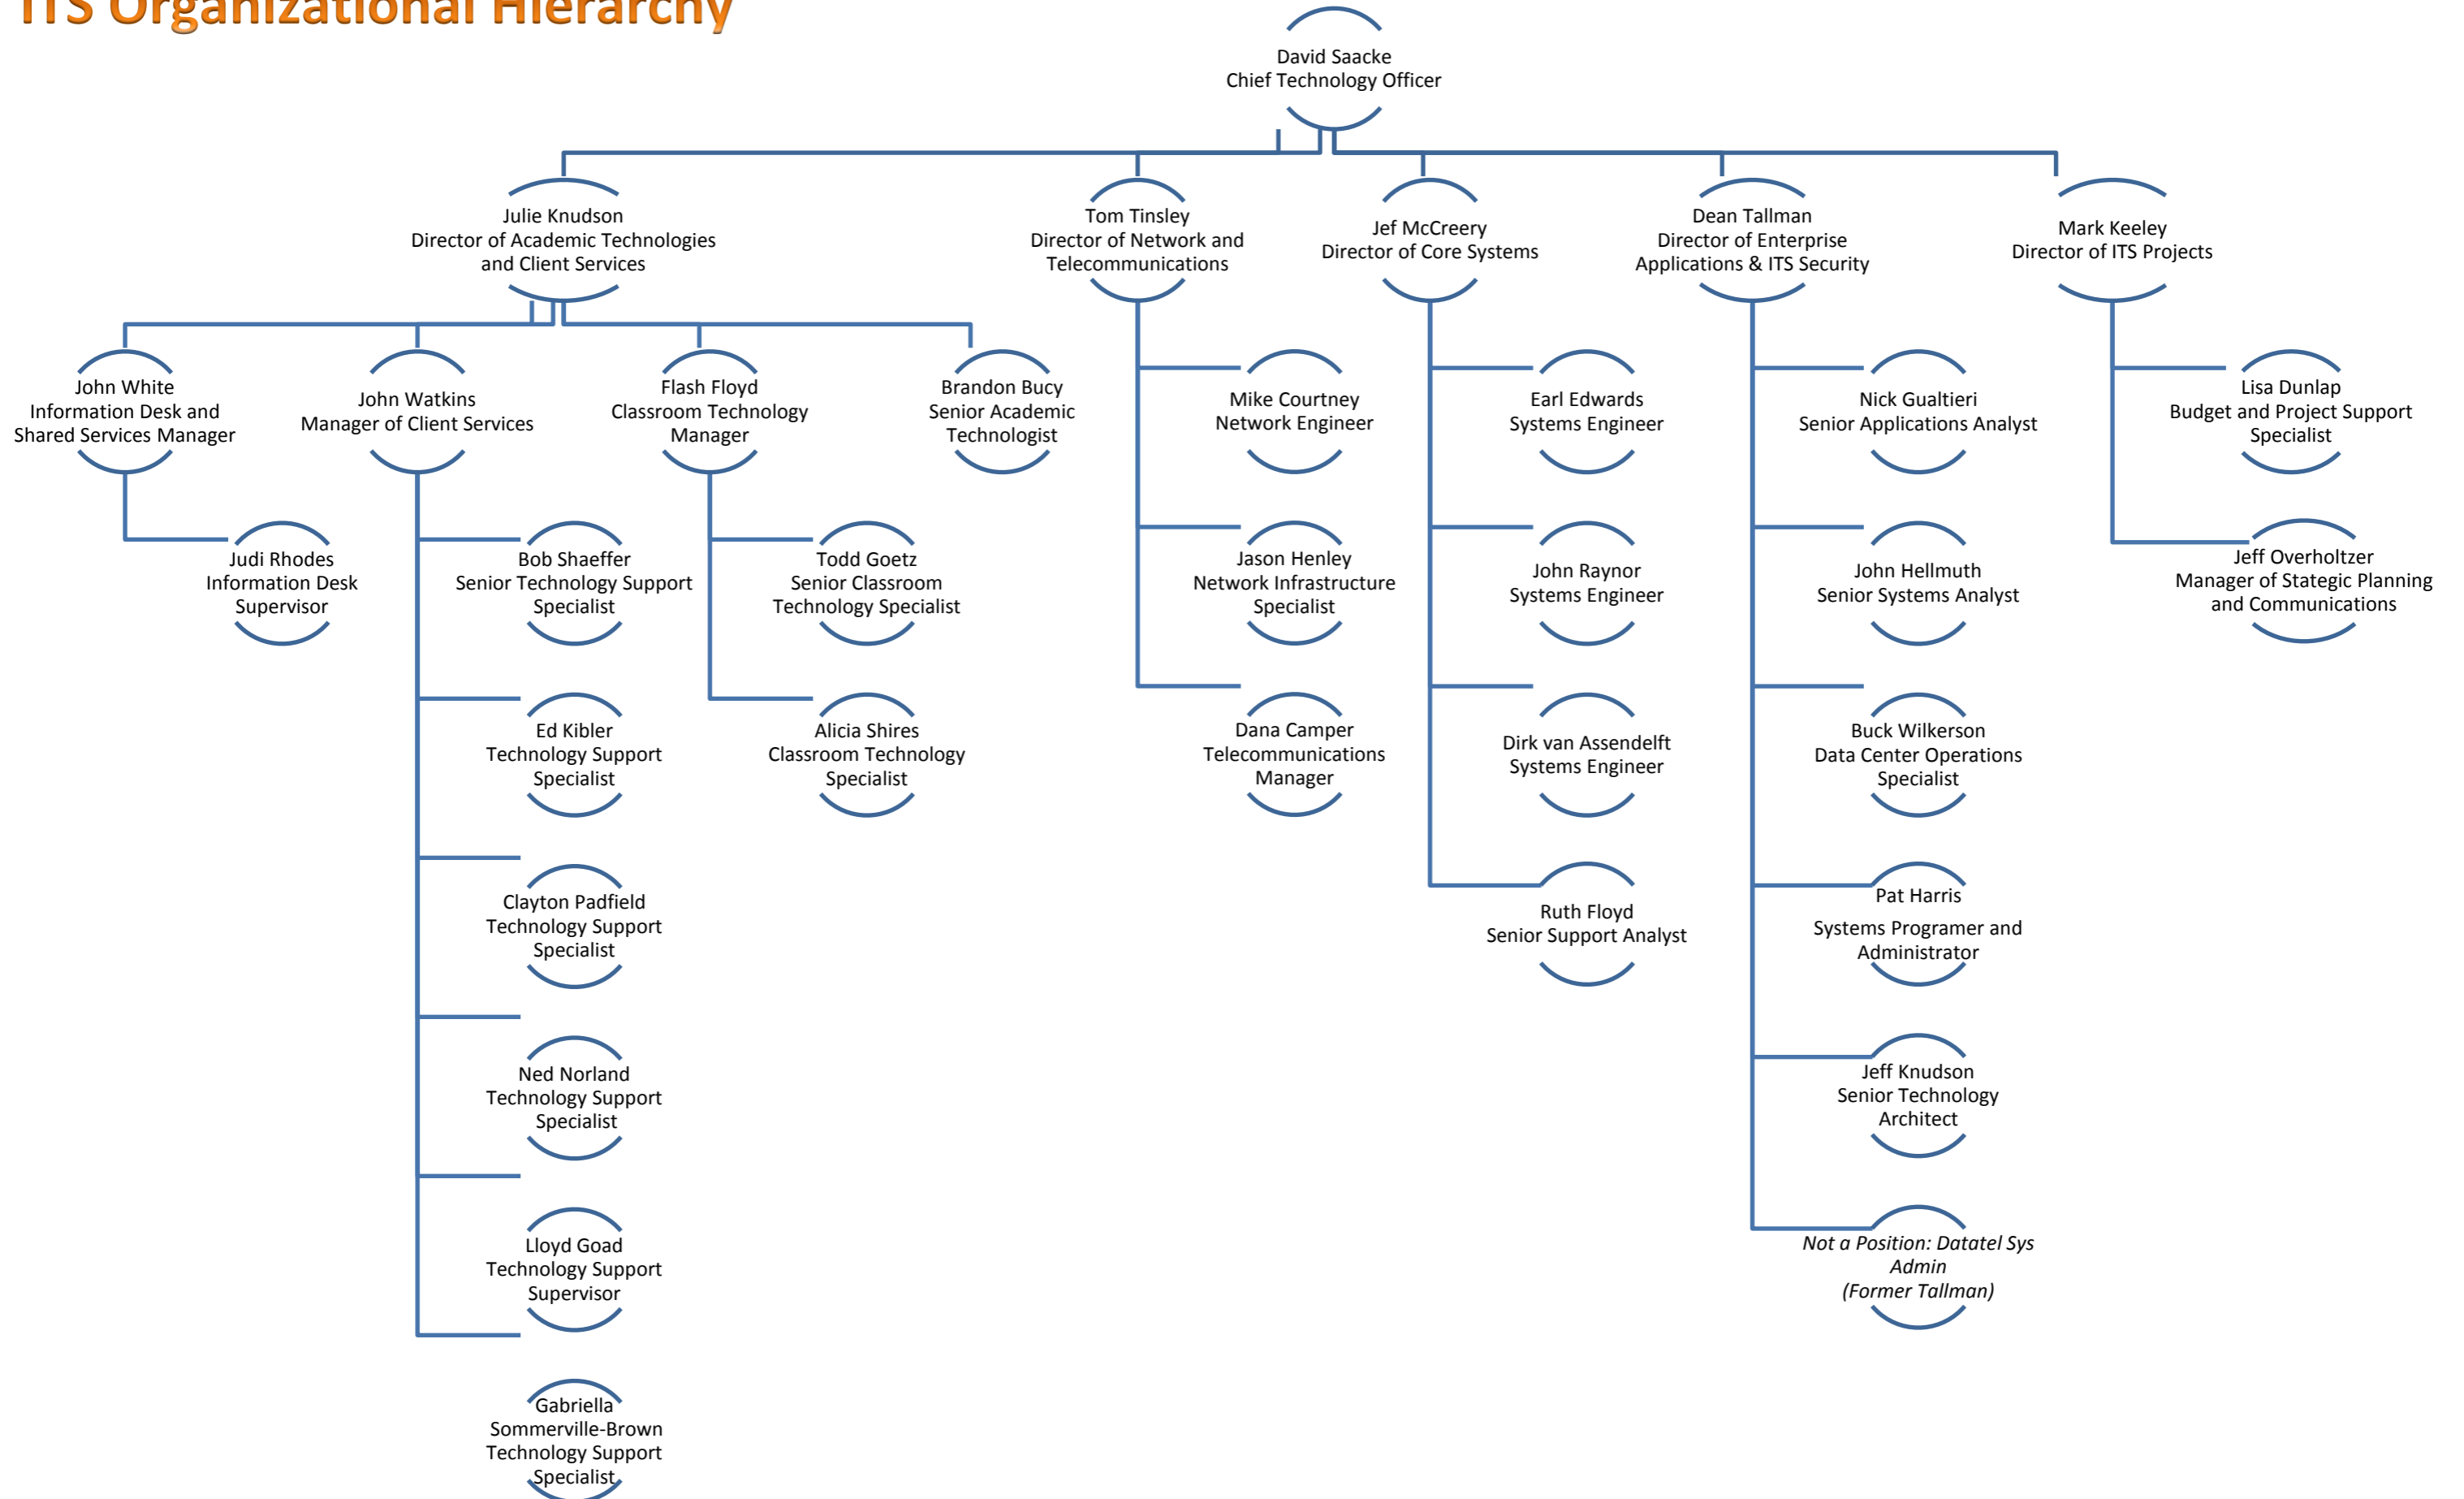 ITS Organizational Hierarchy
David Saacke
Chief Technology Officer
Julie Knudson
Director of Academic Technologies
and Client Services
Tom Tinsley
Director of Network and
Telecommunications
Jef McCreery
Director of Core Systems
Dean Tallman
Director of Enterprise
Applications & ITS Security
Mark Keeley
Director of ITS Projects
John White
Information Desk and
Shared Services Manager
John Watkins
Manager of Client Services
Flash Floyd
Classroom Technology
Manager
Brandon Bucy
Senior Academic
Technologist
Mike Courtney
Network Engineer
Earl Edwards
Systems Engineer
Nick Gualtieri
Senior Applications Analyst
Lisa Dunlap
Budget and Project Support
Specialist
Judi Rhodes
Information Desk
Supervisor
Bob Shaeffer
Senior Technology Support
Specialist
Todd Goetz
Senior Classroom
Technology Specialist
Jason Henley
Network Infrastructure
Specialist
John Raynor
Systems Engineer
John Hellmuth
Senior Systems Analyst
Jeff Overholtzer
Manager of Stategic Planning
and Communications
Ed Kibler
Technology Support
Specialist
Alicia Shires
Classroom Technology
Specialist
Dana Camper
Telecommunications
Manager
Dirk van Assendelft
Systems Engineer
Buck Wilkerson
Data Center Operations
Specialist
Clayton Padfield
Technology Support
Specialist
Ruth Floyd
Senior Support Analyst
Pat Harris
Systems Programer and
Administrator
Ned Norland
Technology Support
Specialist
Jeff Knudson
Senior Technology
Architect
Lloyd Goad
Technology Support
Supervisor
Not a Position: Datatel Sys
Admin
(Former Tallman)
Gabriella
Sommerville-Brown
Technology Support
Specialist